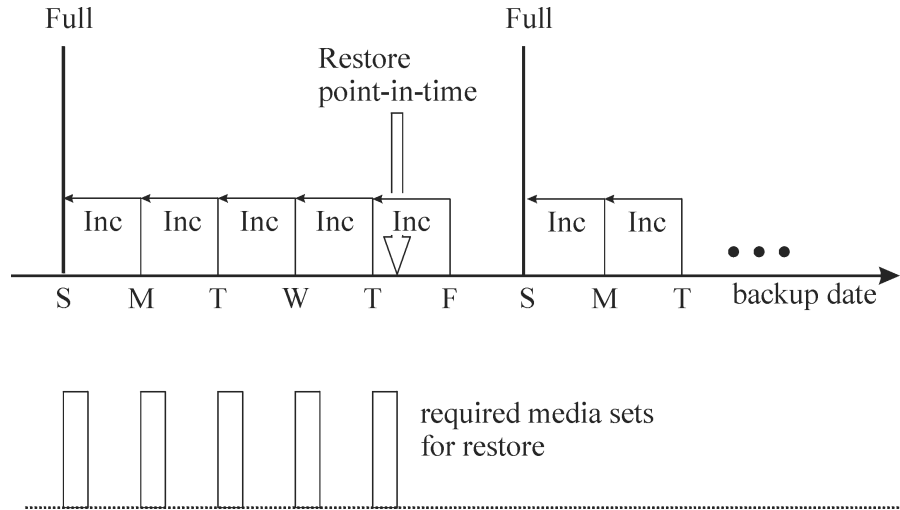 Full
Full
Restore
point-in-time
Inc
Inc
Inc
Inc
Inc
Inc
Inc
S
M
T
W
T
F
S
M
T
backup date
required media sets
for restore